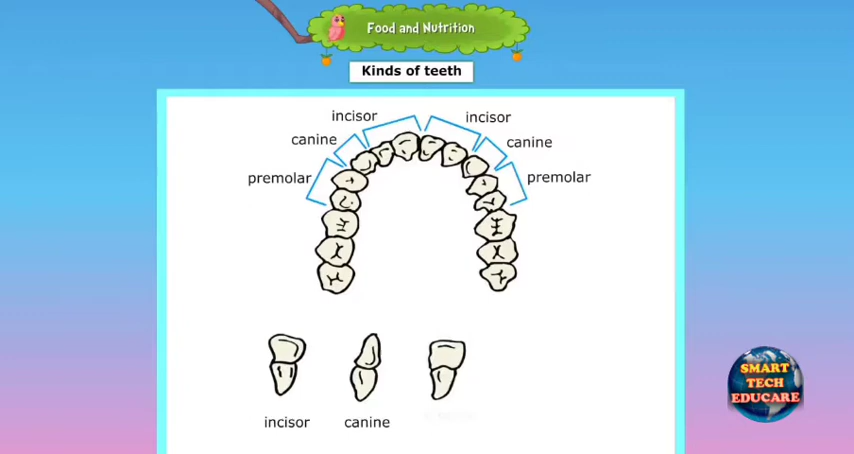 Food and Nutrition
Kinds of teeth
incisor
incisor
canine
canine
premolar
premolar
incisor
canine
SMART
TECH
EDUCARE